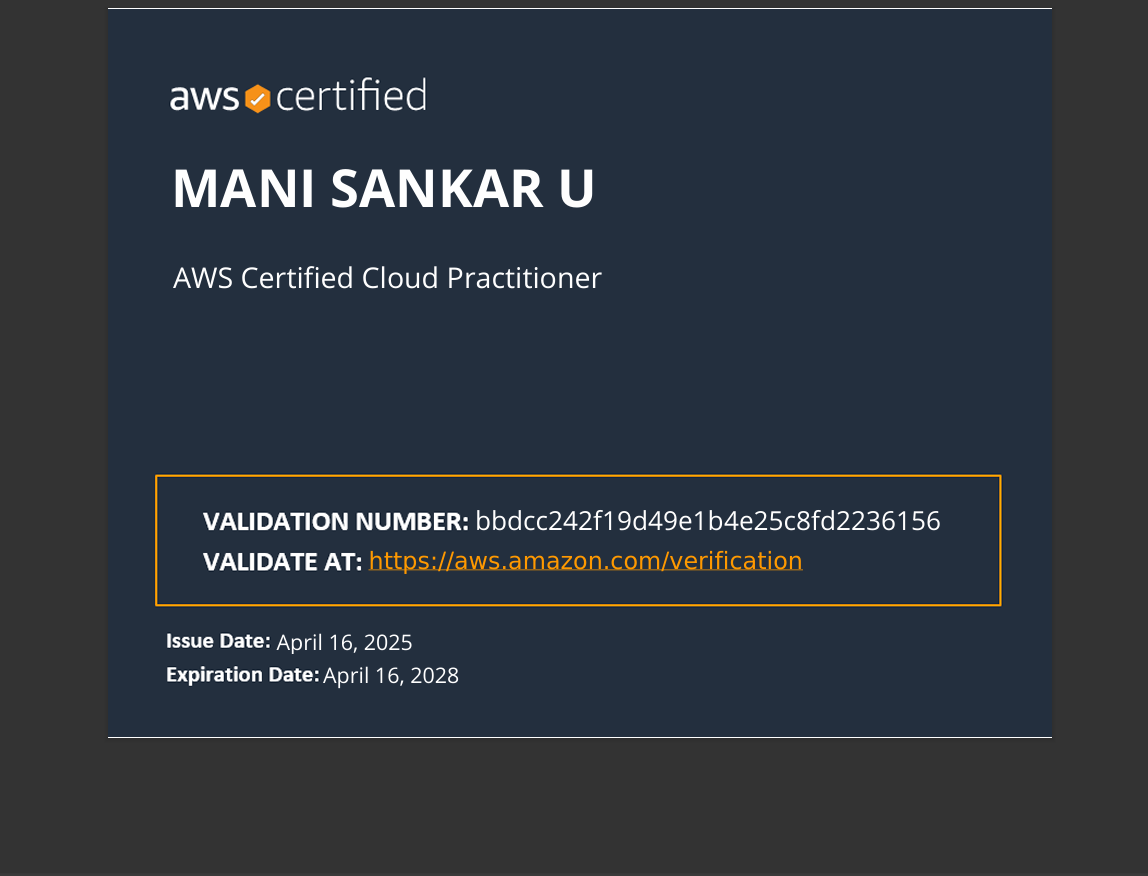 aws certified
MANI SANKAR U
AWS Certified Cloud Practitioner
VALIDATION NUMBER: bbdcc242f19d49e1b4e25c8fd2236156
VALIDATE AT: https://aws.amazon.com/verification
Issue Date: April 16, 2025
Expiration Date: April 16, 2028